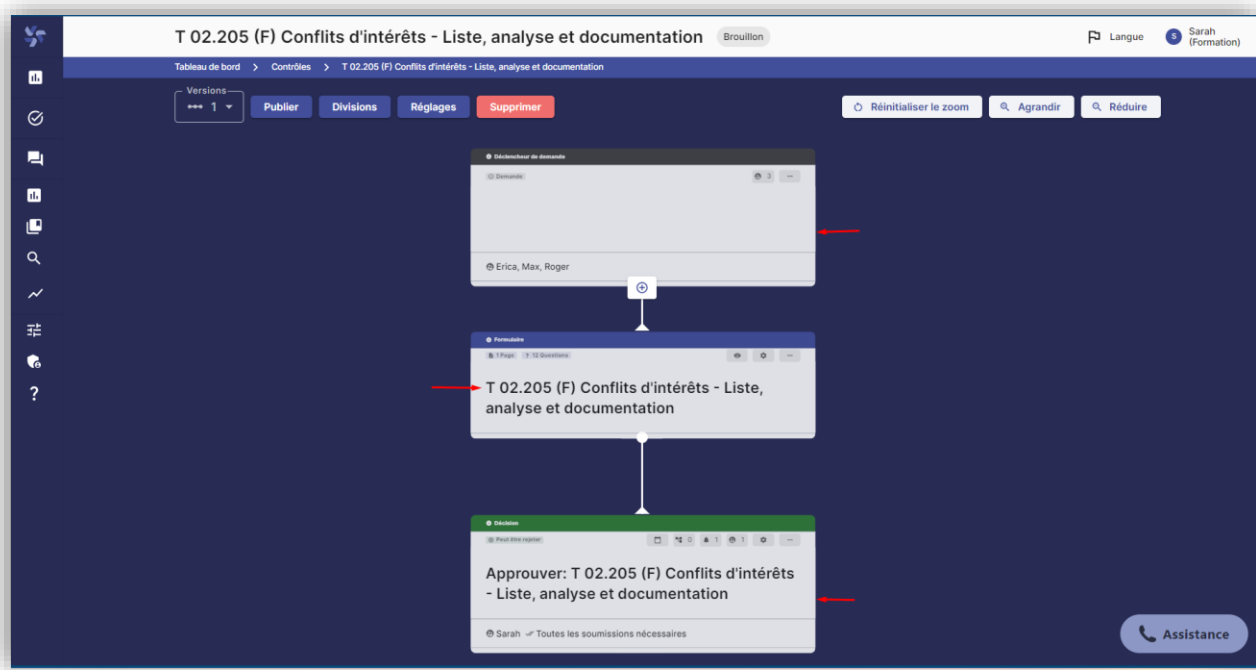 T 02.205 (F) Conflits d'intérêts - Liste, analyse et documentation Brouillon
Langue
S
Sarah
(Formation)
Tableau de bord > Contrôles > T 02.205 (F) Conflits d'intérêts - Liste, analyse et documentation
Versions
1
Publier Divisions Réglages Supprimer
Réinitialiser le zoom Agrandir Réduire
Déclencheur de demande
Demande 3
Erica, Max, Roger
Formulaire
1 Page 12 Questions
T 02.205 (F) Conflits d'intérêts - Liste,
analyse et documentation
Décision
Peut être rejeter 0 1 1
Approuver: T 02.205 (F) Conflits d'intérêts
- Liste, analyse et documentation
Sarah Toutes les soumissions nécessaires
Assistance